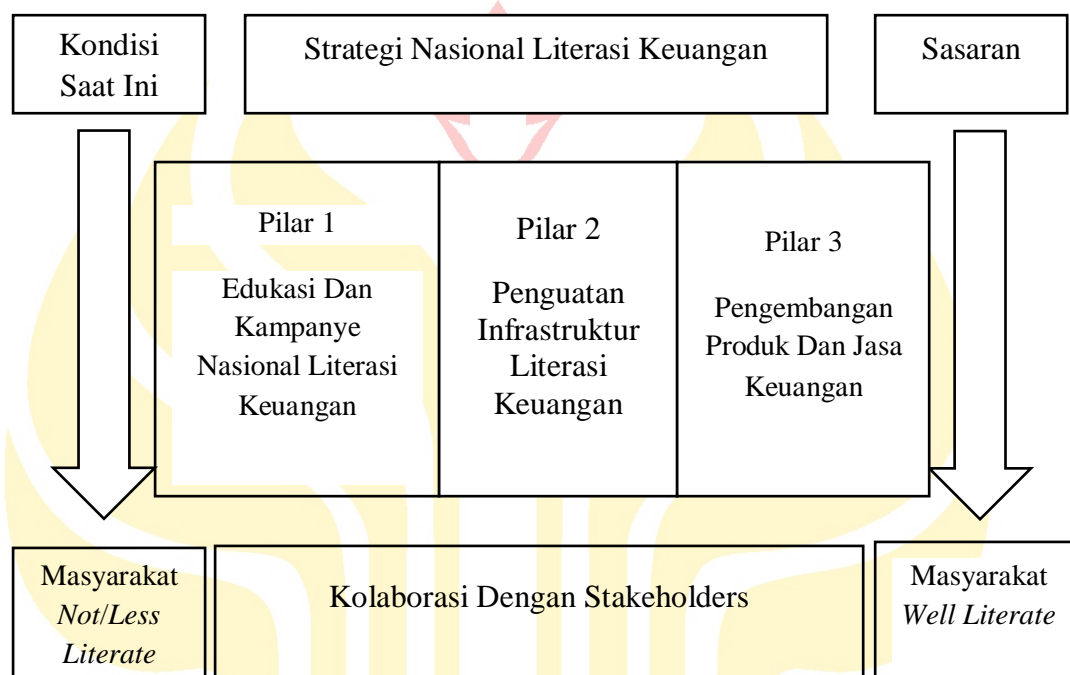 Kondisi
Saat Ini
Strategi Nasional Literasi Keuangan
Sasaran
Pilar 1
Edukasi Dan
Kampanye
Nasional Literasi
Keuangan
Pilar 2
Penguatan
Infrastruktur
Literasi
Keuangan
Pilar 3
Pengembangan
Produk Dan Jasa
Keuangan
Masyarakat
Not/Less
Literate
Kolaborasi Dengan Stakeholders
Masyarakat
Well Literate